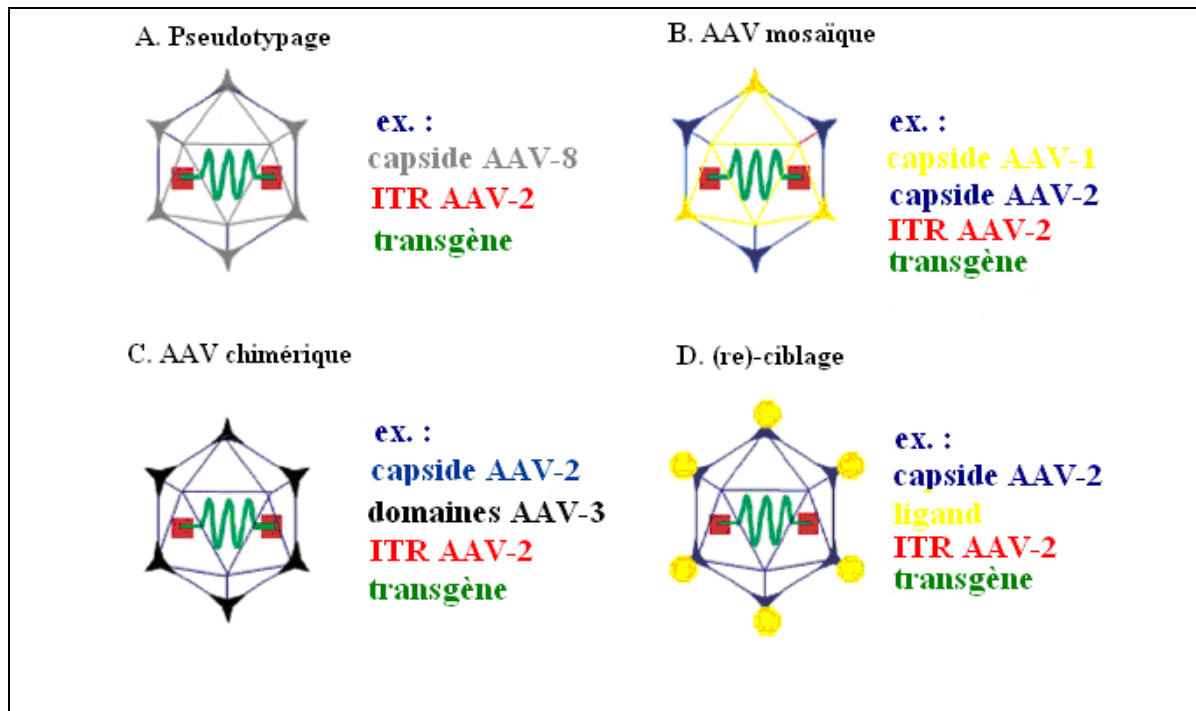 A. Pseudotypage
ex. :
capside AAV-8
ITR AAV-2
transgène
B. AAV mosaïque
ex. :
capside AAV-1
capside AAV-2
ITR AAV-2
transgène
C. AAV chimérique
ex. :
capside AAV-2
domaines AAV-3
ITR AAV-2
transgène
D. (re)-ciblage
ex. :
capside AAV-2
ligand
ITR AAV-2
transgène